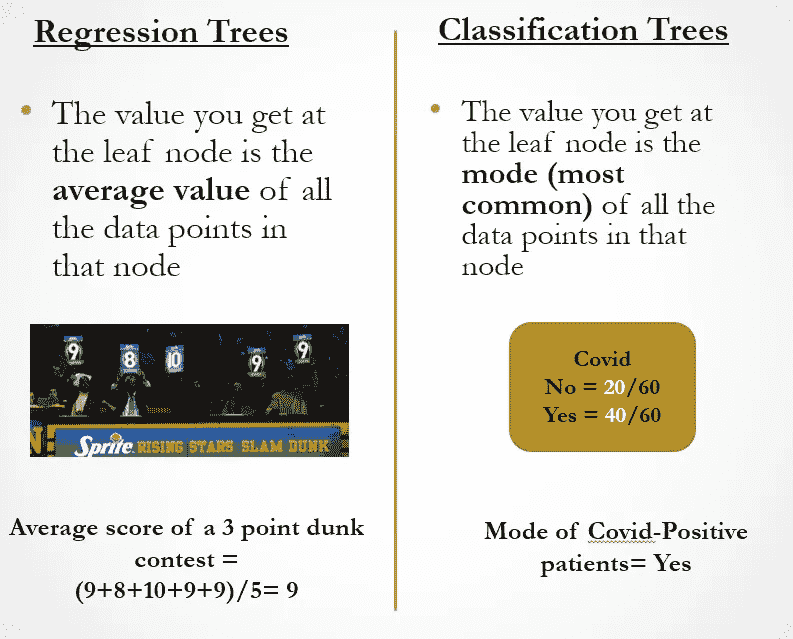 Regression Trees
• The value you get at
the leaf node is the
average value of all
the data points in
that node
9 8 10 9 9
Sprite RISING STARS SLAM DUNK
Average score of a 3 point dunk
contest =
(9+8+10+9+9)/5= 9
Classification Trees
• The value you get at
the leaf node is the
mode (most
common) of all the
data points in that
node
Covid
No = 20/60
Yes = 40/60
Mode of Covid-Positive
patients= Yes